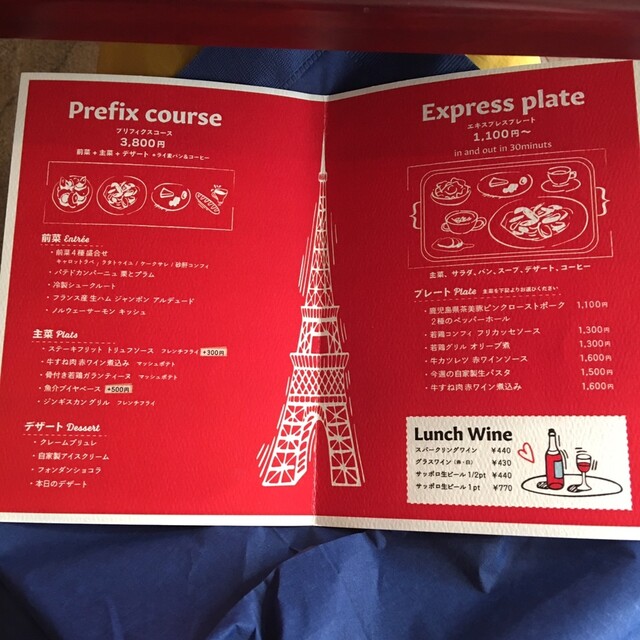 Prefix course
プリフィクスコース
3,800円
前菜 + 主菜 + デザート + ライ麦パン&コーヒー
前菜 Entrée
・前菜4種盛合せ
キャロットラペ / ラタトゥイユ / ケークサレ / 砂肝コンフィ
・パテドカンパーニュ 栗とプラム
・冷製シュークルート
・フランス産 生ハム ジャンボン アルデュード
・ノルウェーサーモン キッシュ
主菜 Plats
・ステーキフリット トリュフソース フレンチフライ +300円
・牛すね肉 赤ワイン煮込み マッシュポテト
・骨付き若鶏ガランティーヌ マッシュポテト
・魚介ブイヤベース +500円
・ジンギスカングリル フレンチフライ
デザート Dessert
・クレームブリュレ
・自家製アイスクリーム
・フォンダンショコラ
・本日のデザート
Express plate
エキスプレスプレート
1,100円〜
in and out in 30minuts
主菜、サラダ、パン、スープ、デザート、コーヒー
プレート Plate 主菜を下記よりお選びください
・鹿児島県茶美豚ピンクローストポーク 1,100円
2種のペッパーホール
・若鶏コンフィ フリカッセソース 1,300円
・若鶏グリル オリーブ煮 1,300円
・牛カツレツ 赤ワインソース 1,600円
・今週の自家製生パスタ 1,500円
・牛すね肉 赤ワイン煮込み 1,600円
Lunch Wine
スパークリングワイン ¥440
グラスワイン (赤・白) ¥430
サッポロ生ビール 1/2pt ¥440
サッポロ生ビール 1pt ¥770